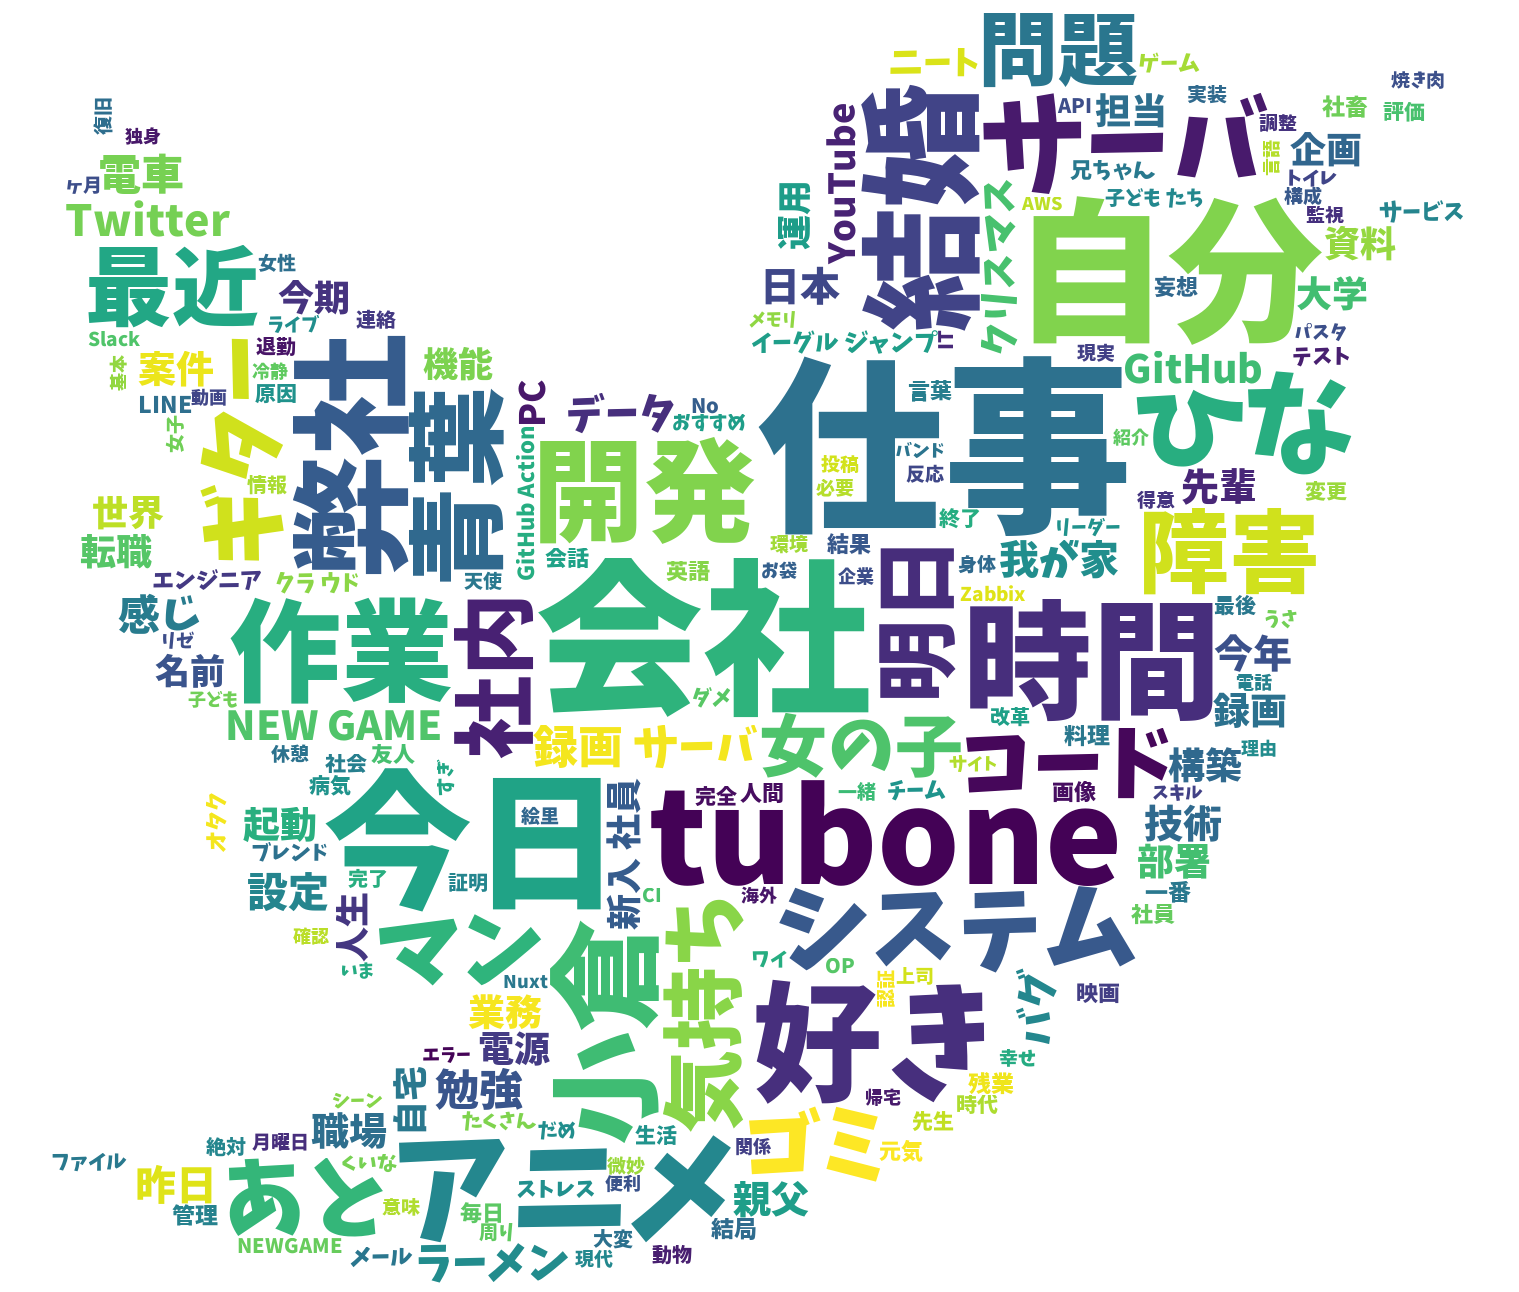 問題
ニート
ゲーム
焼き肉
復旧
独身
電車
ヶ月
Twitter
最近
女性
今期
ライブ
連絡
Slack
基本
案件
退勤
冷静
原因
LINE
動画
女子
ギター
情報
弊社
機能
青葉
PC
データ
No
おすすめ
GitHub Action
開発
世界
転職
エンジニア
クラウド
天使
会話
英語
感じ
リゼ
名前
子ども
作業
社内
会社
ダメ
お袋
企業
明日
結婚
YouTube
運用
日本
メモリ
イーグル ジャンプ
クリスマス
サーバ
API
担当
実装
調整
社畜
評価
言語
企画
トイレ
構成
監視
サービス
兄ちゃん
子ども たち
AWS
自分
資料
妄想
大学
パスタ
テスト
現実
GitHub
ひな
紹介
仕事
言葉
バンド
投稿
必要
反応
終了
環境
結果
先輩
得意
変更
リーダー
障害
我が家
身体
Zabbix
時間
最後
うさ
今年
電話
録画
改革
料理
理由
構築
スキル
コード
サイト
画像
NEW GAME
休憩
社会
友人
病気
すぎ
録画 サーバ
女の子
オタク
起動
ブレンド
設定
完了
今日
絵里
証明
新入 社員
CI
tubone
完全
人間
一緒
チーム
技術
部署
一番
社員
海外
人生
確認
いま
マン
Nuxt
小倉
気持ち
システム
ワイ
OP
認証
上司
バグ
映画
業務
電源
エラー
好き
幸せ
残業
時代
帰宅
先生
元気
自宅
勉強
シーン
職場
たくさん
だめ
生活
関係
ゴミ
絶対
月曜日
ファイル
昨日
管理
あと
くいな
意味
NEWGAME
アニメ
微妙
便利
ストレス
毎日
周り
大変
現代
メール
ラーメン
親父
結局
動物